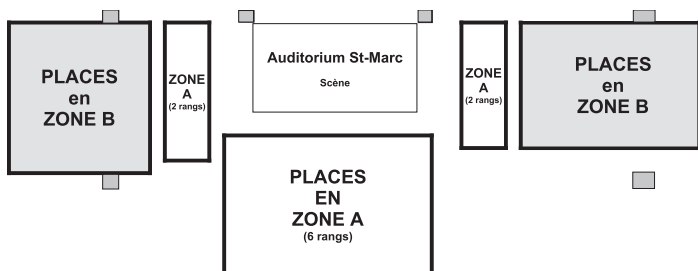 PLACES
en
ZONE B
ZONE
A
(2 rangs)
Auditorium St-Marc
Scène
ZONE
A
(2 rangs)
PLACES
en
ZONE B
PLACES
EN
ZONE A
(6 rangs)